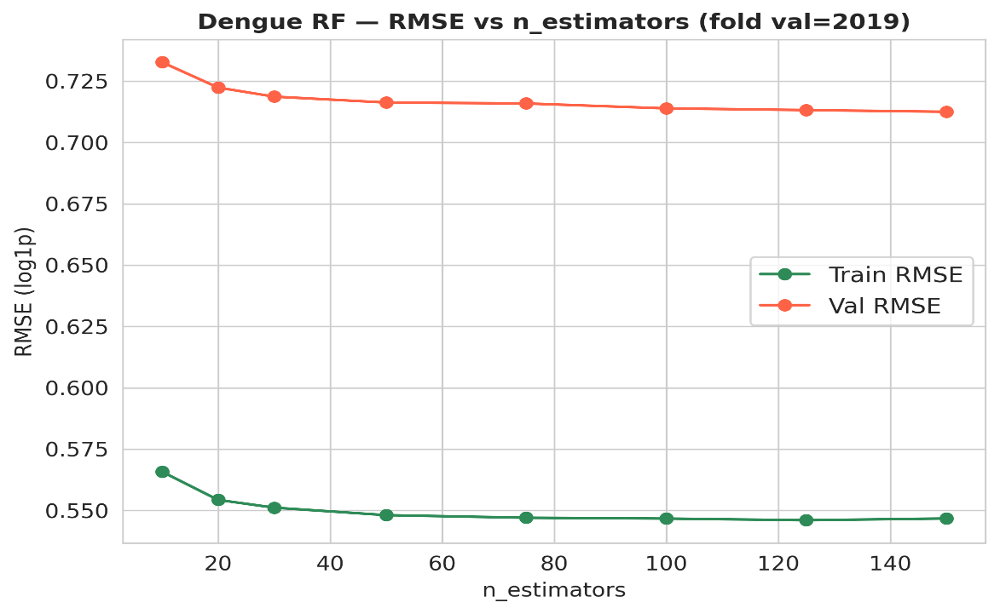 Dengue RF — RMSE vs n_estimators (fold val=2019)
0.725
0.700
0.675
0.650
0.625
0.600
0.575
0.550
RMSE (log1p)
Train RMSE
Val RMSE
20 40 60 80 100 120 140
n_estimators